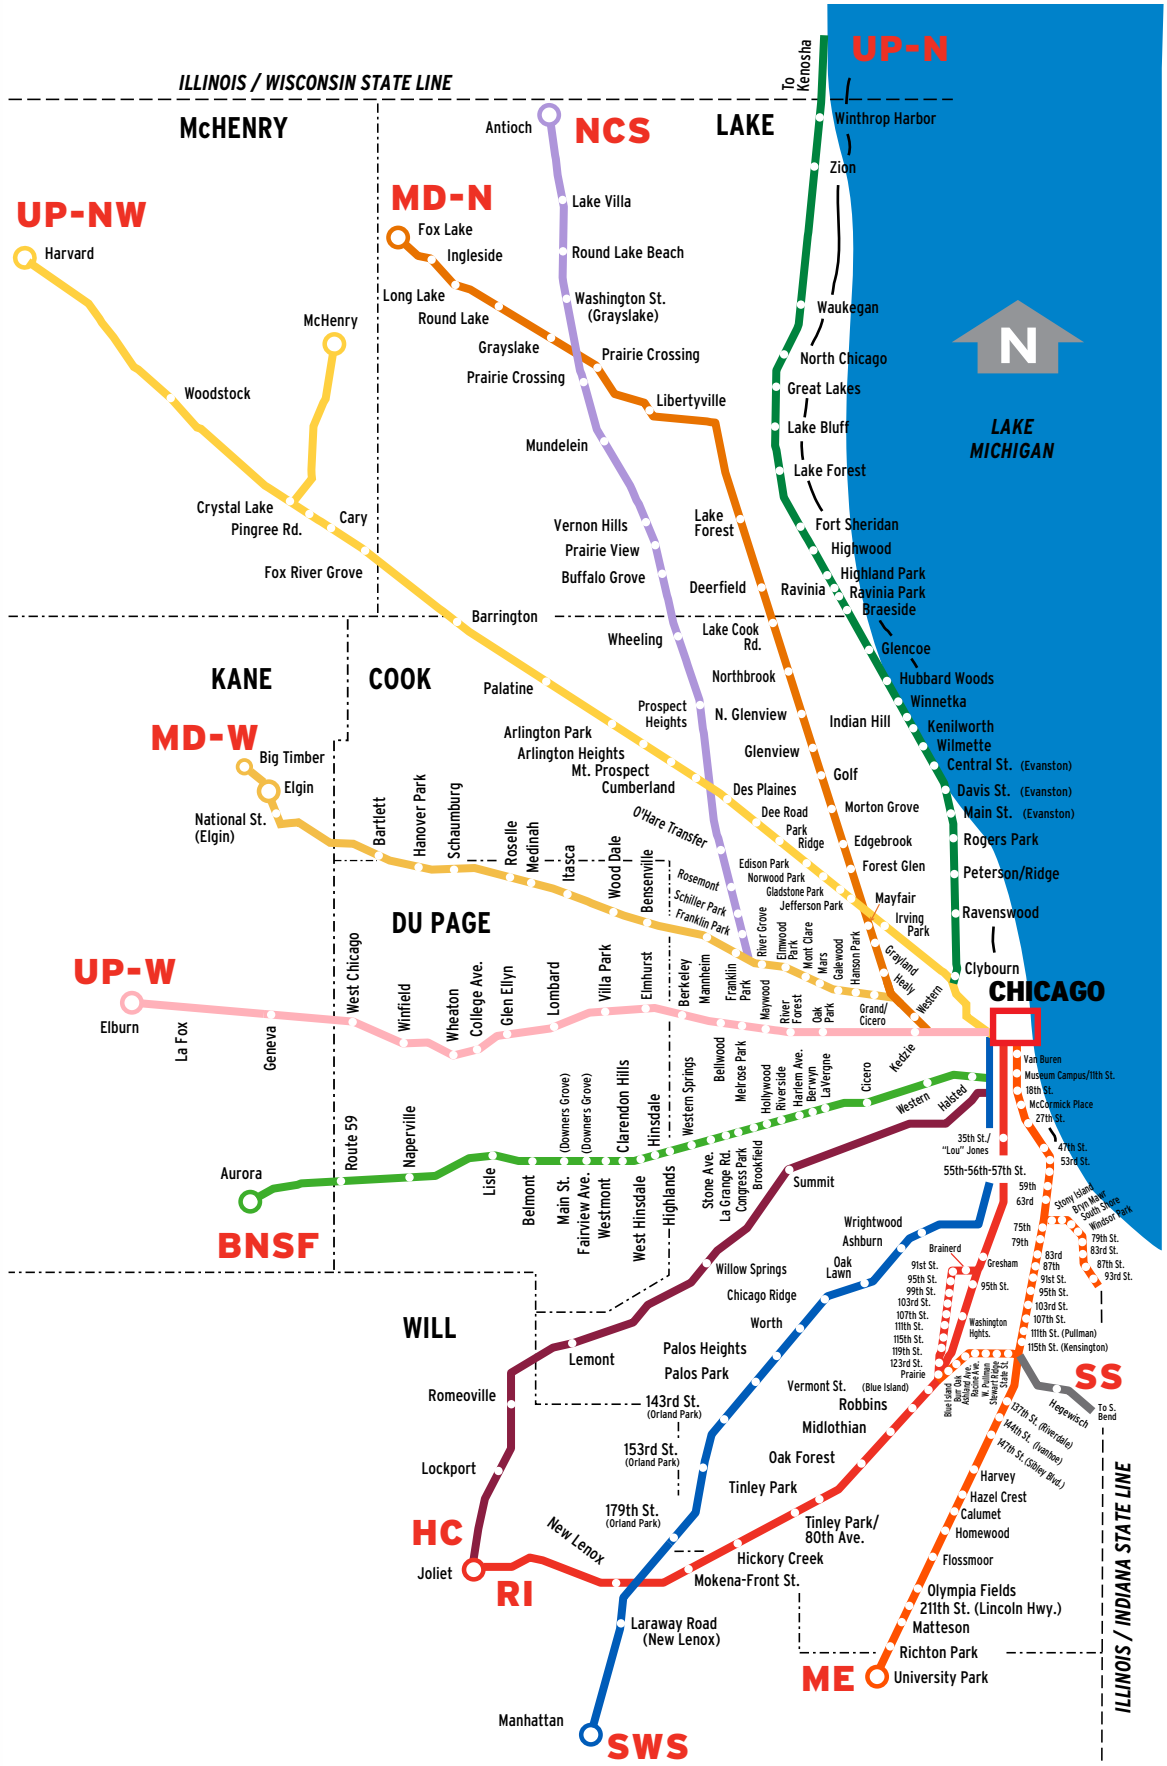 UP-N
To
Kenosha
ILLINOIS / WISCONSIN STATE LINE
McHENRY
NCS
LAKE
Antioch
Winthrop Harbor
Zion
MD-N
UP-NW
Lake Villa
Fox Lake
Harvard
Ingleside
Round Lake Beach
Long Lake
Washington St.
(Grayslake)
Waukegan
Round Lake
McHenry
Grayslake
Prairie Crossing
North Chicago
N
Prairie Crossing
Great Lakes
Woodstock
Libertyville
Lake Bluff
LAKE
MICHIGAN
Mundelein
Lake Forest
Crystal Lake
Pingree Rd.
Cary
Vernon Hills
Lake
Forest
Fort Sheridan
Prairie View
Highwood
Fox River Grove
Buffalo Grove
Highland Park
Deerfield
Ravinia
Ravinia Park
Braeside
Barrington
Wheeling
Lake Cook
Rd.
Glencoe
KANE
COOK
Northbrook
Hubbard Woods
Palatine
Winnetka
Prospect
Heights
N. Glenview
Indian Hill
Kenilworth
MD-W
Arlington Park
Wilmette
Big Timber
Arlington Heights
Glenview
Central St. (Evanston)
Mt. Prospect
Golf
Elgin
Cumberland
Des Plaines
Davis St. (Evanston)
National St.
(Elgin)
Bartlett
Hanover Park
Schaumburg
Roselle
Medinah
Itasca
Wood Dale
Bensenville
O'Hare Transfer
Dee Road
Morton Grove
Main St. (Evanston)
Park
Ridge
Edgebrook
Rogers Park
Edison Park
Forest Glen
Peterson/Ridge
Rosemont
Norwood Park
Schiller Park
Gladstone Park
Franklin Park
Jefferson Park
Mayfair
Irving
Park
Ravenswood
DU PAGE
River Grove
Elmwood
Park
Mont Clare
Mars
Galewood
Hanson Park
Grayland
Healy
Western
Clybourn
UP-W
CHICAGO
Elburn
La Fox
Geneva
West Chicago
Winfield
Wheaton
College Ave.
Glen Ellyn
Lombard
Villa Park
Elmhurst
Berkeley
Mannheim
Franklin
Park
Maywood
River
Forest
Oak
Park
Grand/
Cicero
Bellwood
Melrose Park
Kedzie
Van Buren
Museum Campus/11th St.
18th St.
McCormick Place
27th St.
Route 59
Naperville
Lisle
Belmont
Main St.
(Downers Grove)
Fairview Ave.
(Downers Grove)
Westmont
Clarendon Hills
West Hinsdale
Hinsdale
Highlands
Western Springs
Stone Ave.
La Grange Rd.
Congress Park
Brookfield
Hollywood
Riverside
Harlem Ave.
Berwyn
LaVergne
Cicero
Western
Halsted
Aurora
BNSF
35th St./
"Lou" Jones
47th St.
53rd St.
Summit
55th-56th-57th St.
59th
63rd
Stony Island
Bryn Mawr
South Shore
Windsor Park
Wrightwood
Ashburn
75th
79th
79th St.
83rd St.
87th St.
93rd St.
Brainerd
Gresham
83rd
87th
Oak
Lawn
91st St.
95th St.
99th St.
103rd St.
107th St.
111th St.
115th St.
119th St.
123rd St.
Prairie
95th St.
Washington
Hghts.
91st St.
95th St.
103rd St.
107th St.
111th St. (Pullman)
115th St. (Kensington)
Willow Springs
Chicago Ridge
WILL
Worth
Lemont
Palos Heights
Palos Park
Vermont St.
(Blue Island)
Blue Island
Burr Oak
Ashland Ave.
Racine Ave.
W. Pullman
Stewart Ridge
State St.
SS
Romeoville
143rd St.
(Orland Park)
Robbins
Hegewisch
To S.
Bend
Midlothian
137th St. (Riverdale)
144th St. (Ivanhoe)
147th St. (Sibley Blvd.)
153rd St.
(Orland Park)
Oak Forest
Lockport
Tinley Park
Harvey
Hazel Crest
179th St.
(Orland Park)
Calumet
Tinley Park/
80th Ave.
Homewood
HC
New Lenox
Hickory Creek
Flossmoor
Joliet
RI
Mokena-Front St.
Olympia Fields
211th St. (Lincoln Hwy.)
Laraway Road
(New Lenox)
Matteson
Richton Park
ME
University Park
ILLINOIS / INDIANA STATE LINE
Manhattan
SWS